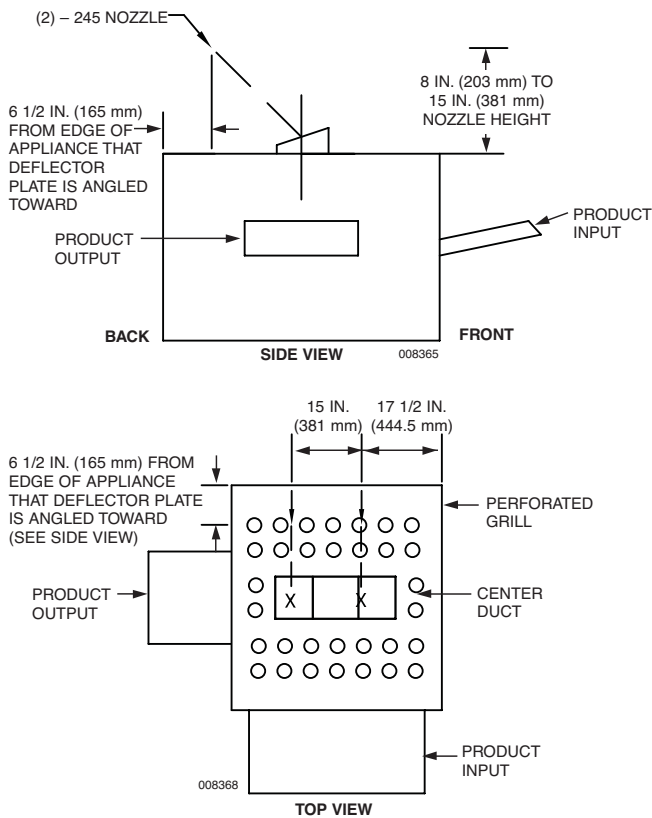 (2) – 245 NOZZLE
8 IN. (203 mm) TO
15 IN. (381 mm)
NOZZLE HEIGHT
6 1/2 IN. (165 mm)
FROM EDGE OF
APPLIANCE THAT
DEFLECTOR
PLATE IS ANGLED
TOWARD
PRODUCT
OUTPUT
PRODUCT
INPUT
BACK
FRONT
SIDE VIEW
008365
15 IN.
(381 mm)
17 1/2 IN.
(444.5 mm)
6 1/2 IN. (165 mm) FROM
EDGE OF APPLIANCE
THAT DEFLECTOR PLATE
IS ANGLED TOWARD
(SEE SIDE VIEW)
PERFORATED
GRILL
PRODUCT
OUTPUT
X
X
CENTER
DUCT
PRODUCT
INPUT
008368
TOP VIEW